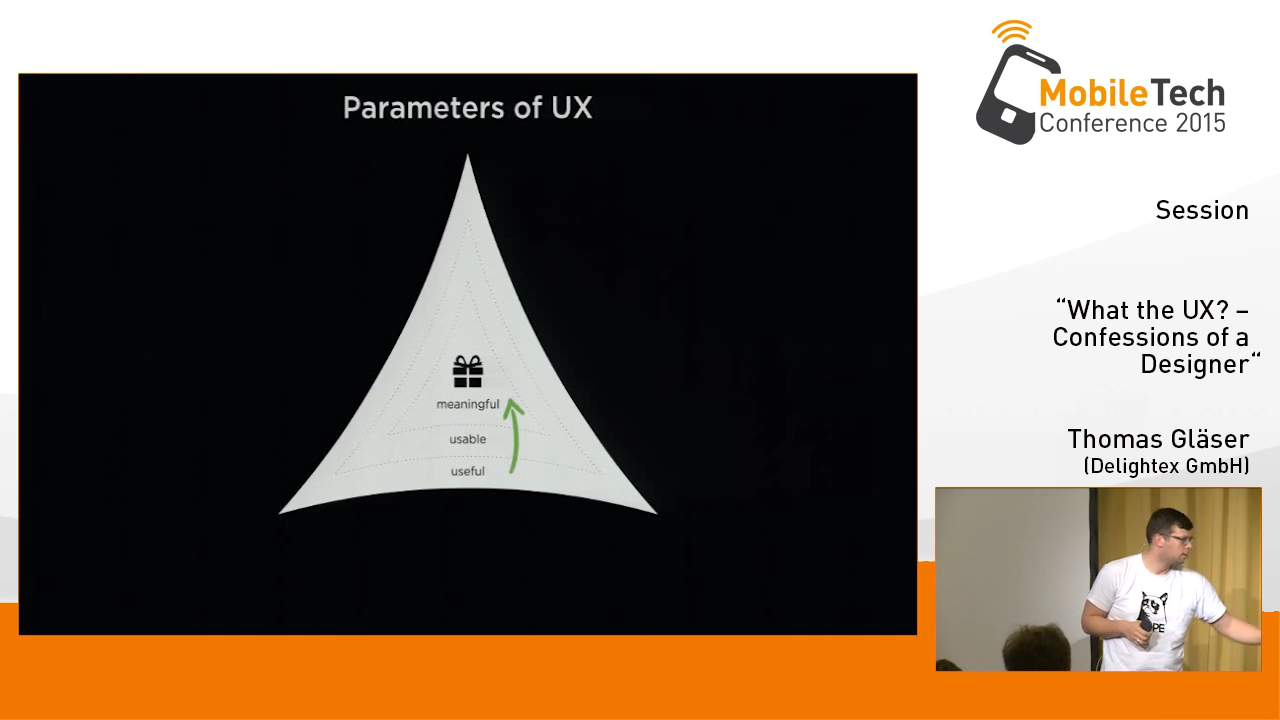 Parameters of UX
meaningful
usable
useful
MobileTech
Conference 2015
Session
“What the UX? –
Confessions of a
Designer“
Thomas Gläser
(Delightex GmbH)